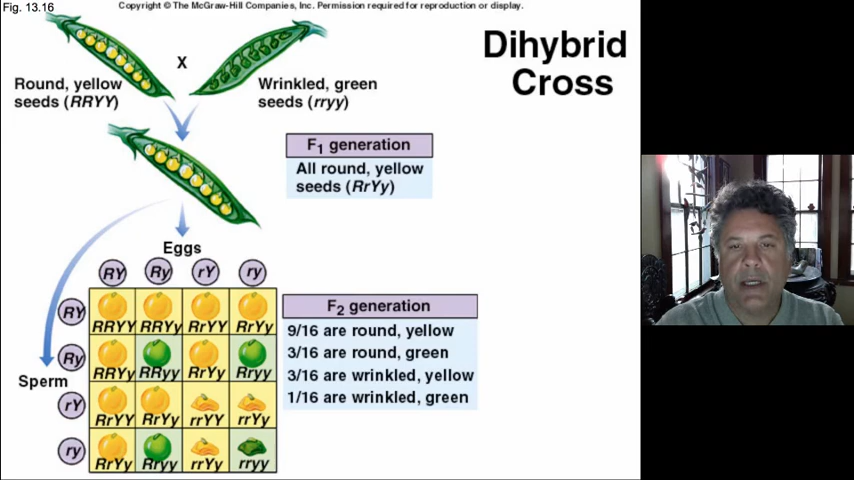 Fig. 13.16
Copyright © The McGraw-Hill Companies, Inc. Permission required for reproduction or display.
Dihybrid
Cross
X
Round, yellow
seeds (RRYY)
Wrinkled, green
seeds (rryy)
F1 generation
All round, yellow
seeds (RrYy)
Eggs
RY Ry rY ry
RY
RRYY RRYy RrYY RrYy
Ry
RRYy RRyy RrYy Rryy
Sperm
rY
RrYY RrYy rrYY rrYy
ry
RrYy Rryy rrYy rryy
F2 generation
9/16 are round, yellow
3/16 are round, green
3/16 are wrinkled, yellow
1/16 are wrinkled, green